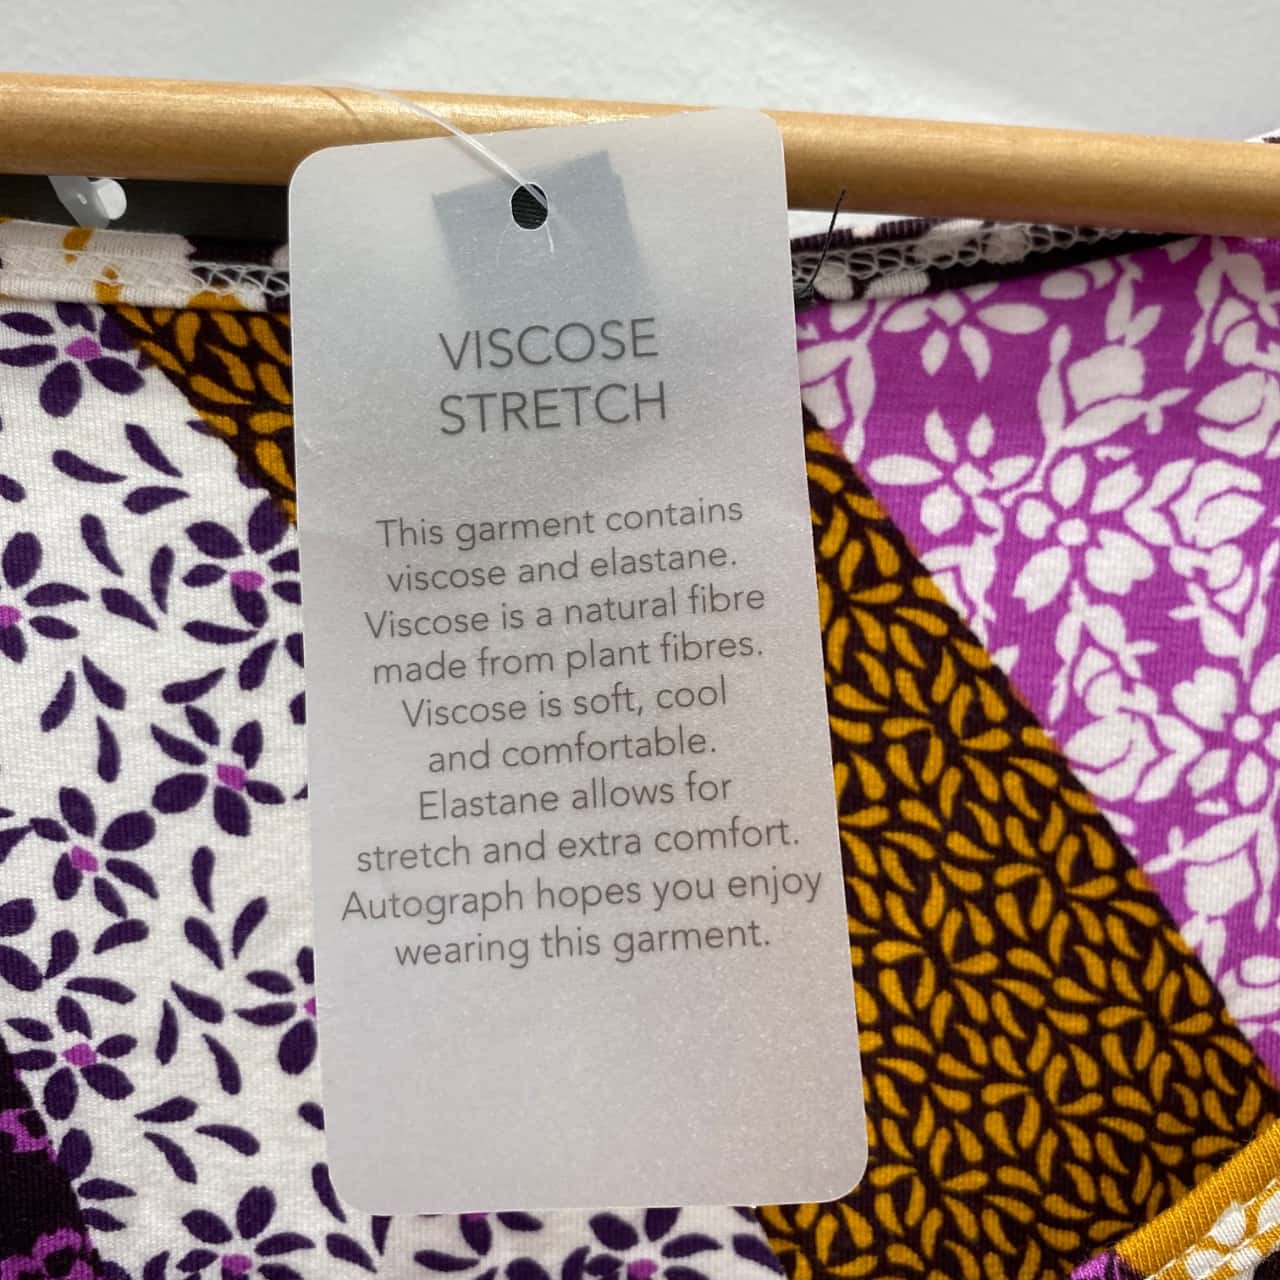 VISCOSE
STRETCH
This garment contains
viscose and elastane.
Viscose is a natural fibre
made from plant fibres.
Viscose is soft, cool
and comfortable.
Elastane allows for
stretch and extra comfort.
Autograph hopes you enjoy
wearing this garment.